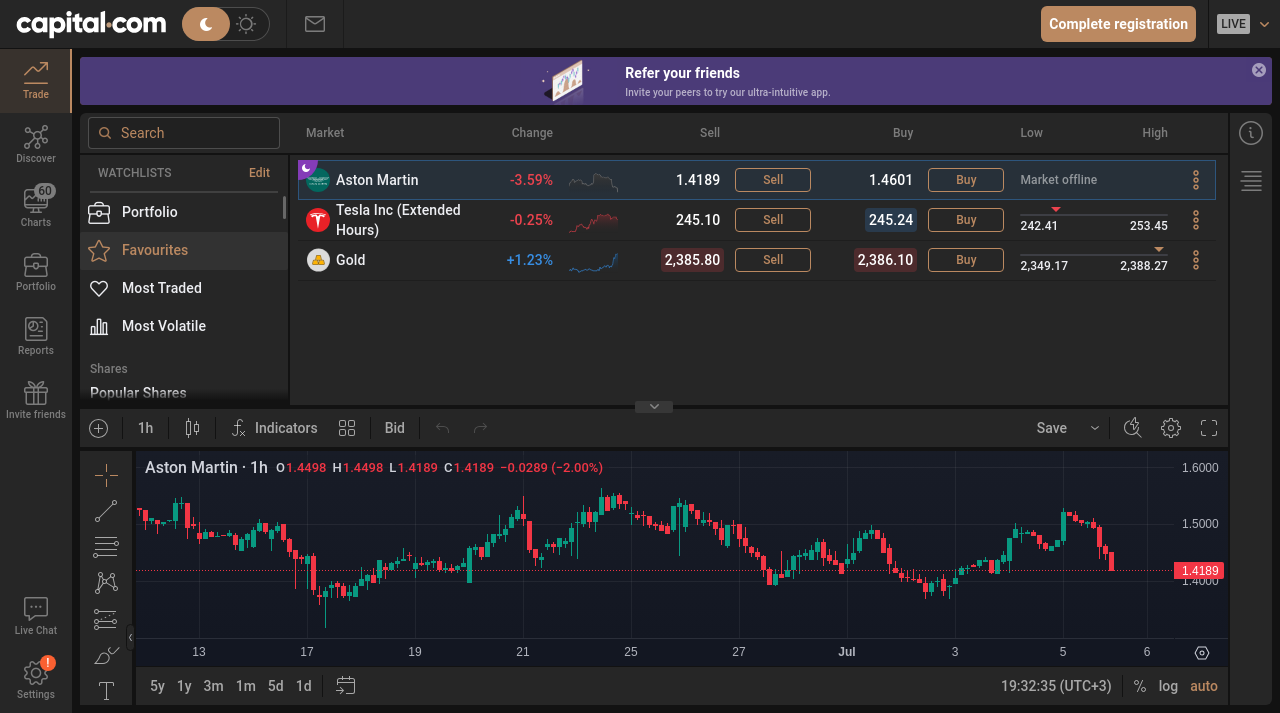 capital.com
Complete registration
LIVE
Trade
Discover
60
Charts
Portfolio
Reports
Invite friends
Live Chat
!
Settings
Refer your friends
Invite your peers to try our ultra-intuitive app.
Search
WATCHLISTS Edit
Portfolio
Favourites
Most Traded
Most Volatile
Shares
Popular Shares
Market Change Sell Buy Low High
Aston Martin -3.59% 1.4189 Sell 1.4601 Buy Market offline
Tesla Inc (Extended
Hours) -0.25% 245.10 Sell 245.24 Buy 242.41 253.45
Gold +1.23% 2,385.80 Sell 2,386.10 Buy 2,349.17 2,388.27
1h Indicators Bid Save
Aston Martin · 1h O1.4498 H1.4498 L1.4189 C1.4189 −0.0289 (−2.00%)
1.6000
1.5000
1.4189
1.4000
13 17 19 21 25 27 Jul 3 5 6
5y 1y 3m 1m 5d 1d 19:32:35 (UTC+3) % log auto